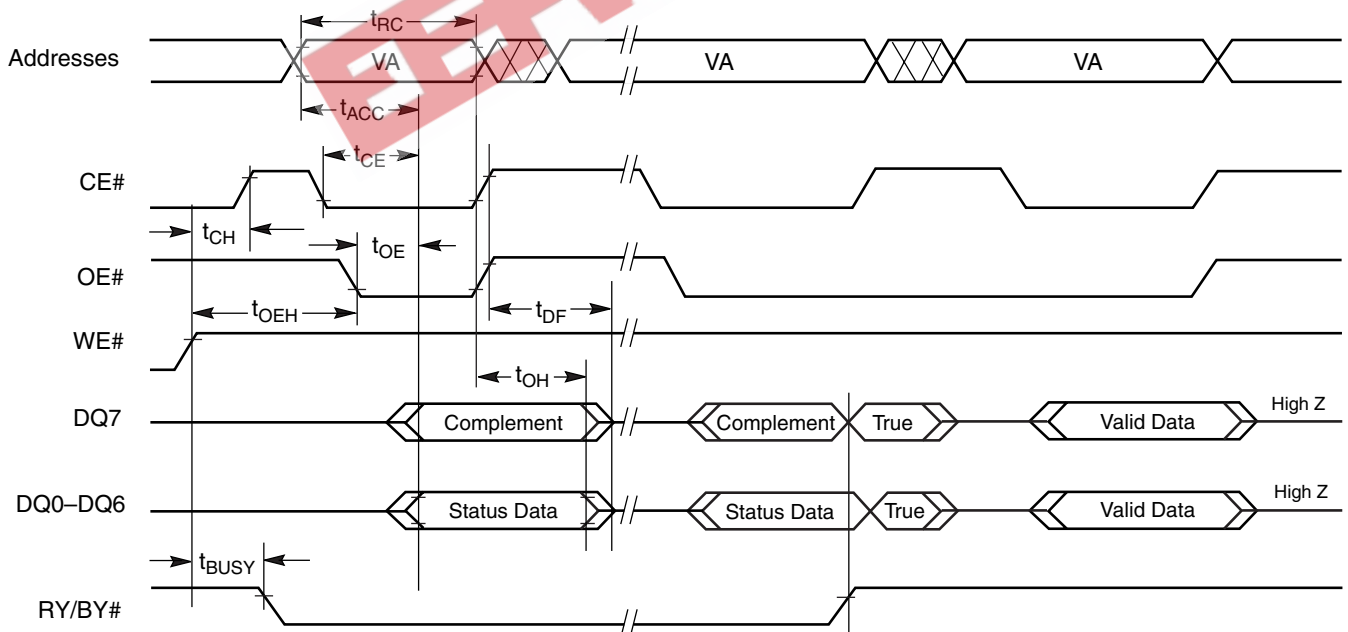 tRC
Addresses
VA
VA
VA
tACC
tCE
CE#
tCH
tOE
OE#
tOEH
tDF
WE#
tOH
DQ7
Complement
Complement
True
Valid Data
High Z
DQ0–DQ6
Status Data
Status Data
True
Valid Data
High Z
tBUSY
RY/BY#